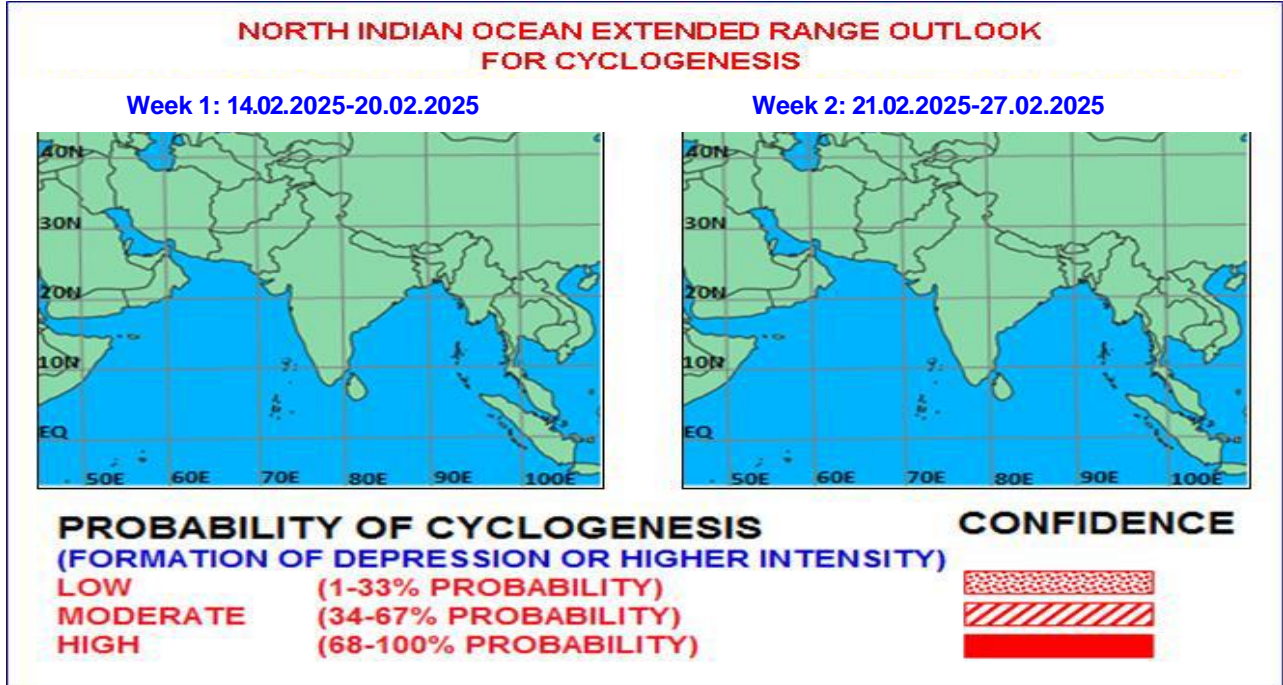 NORTH INDIAN OCEAN EXTENDED RANGE OUTLOOK
FOR CYCLOGENESIS
Week 1: 14.02.2025-20.02.2025
40N
30N
20N
10N
EQ
50E 60E 70E 80E 90E 100E
Week 2: 21.02.2025-27.02.2025
40N
30N
20N
10N
EQ
50E 60E 70E 80E 90E 100E
PROBABILITY OF CYCLOGENESIS CONFIDENCE
(FORMATION OF DEPRESSION OR HIGHER INTENSITY)
LOW (1-33% PROBABILITY)
MODERATE (34-67% PROBABILITY)
HIGH (68-100% PROBABILITY)